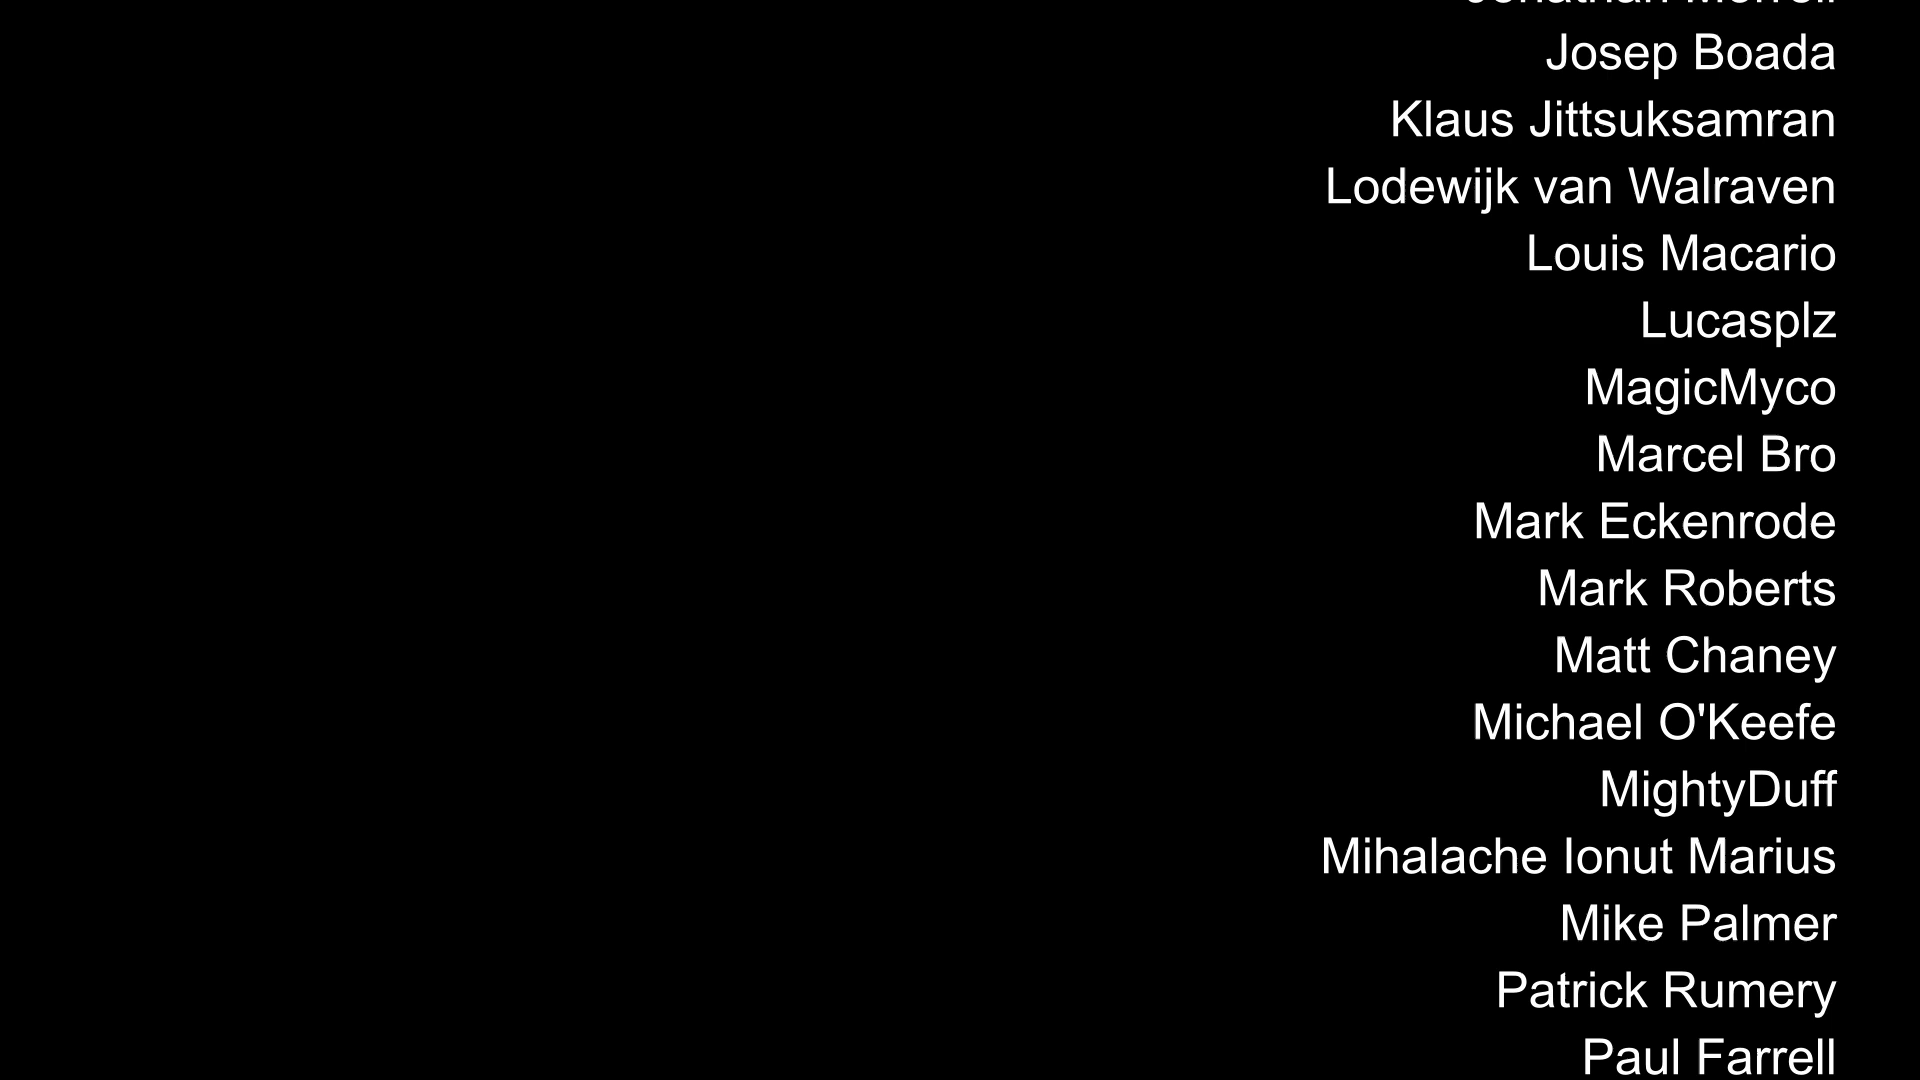 Josep Boada
Klaus Jittsuksamran
Lodewijk van Walraven
Louis Macario
Lucasplz
MagicMyco
Marcel Bro
Mark Eckenrode
Mark Roberts
Matt Chaney
Michael O'Keefe
MightyDuff
Mihalache Ionut Marius
Mike Palmer
Patrick Rumery
Paul Farrell